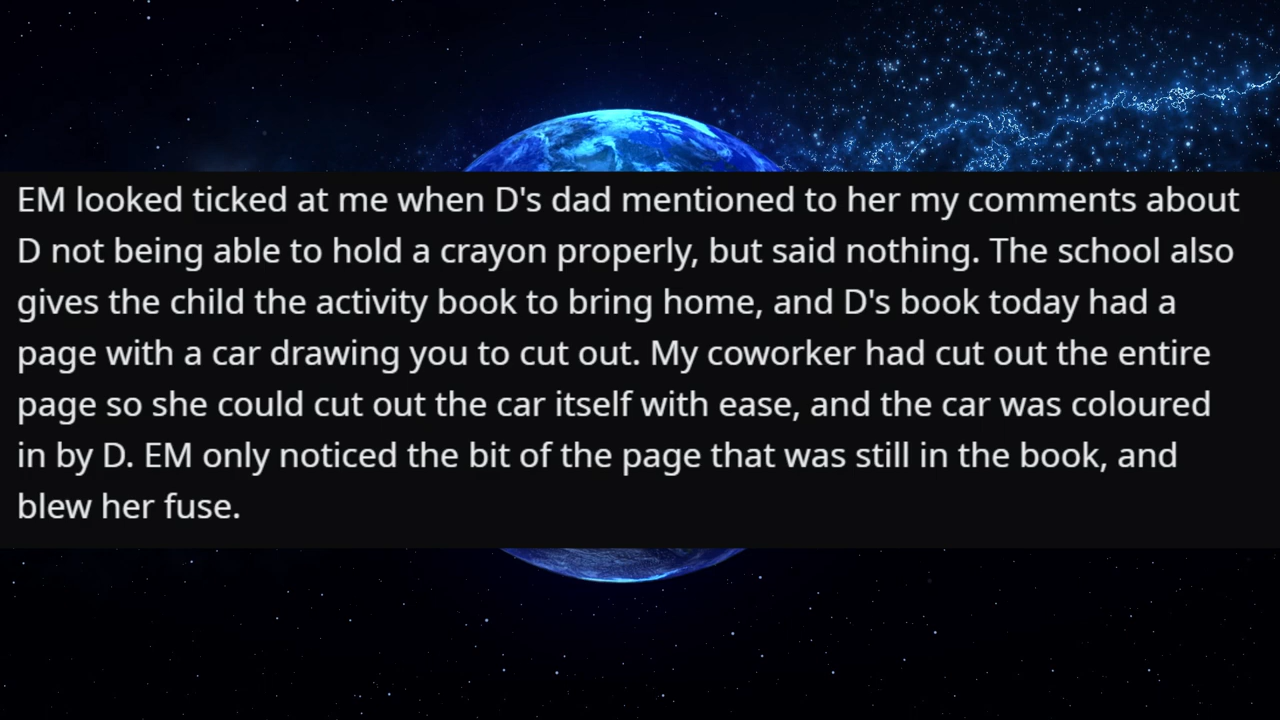 EM looked ticked at me when D's dad mentioned to her my comments about
D not being able to hold a crayon properly, but said nothing. The school also
gives the child the activity book to bring home, and D's book today had a
page with a car drawing you to cut out. My coworker had cut out the entire
page so she could cut out the car itself with ease, and the car was coloured
in by D. EM only noticed the bit of the page that was still in the book, and
blew her fuse.